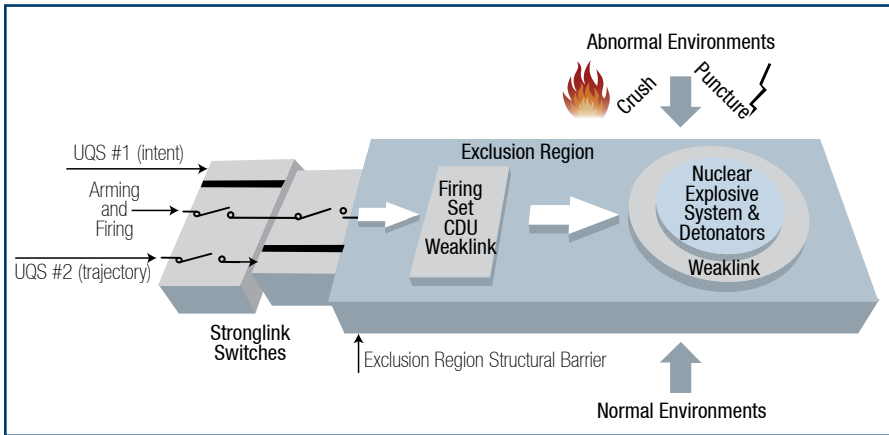 Abnormal Environments
Crush
Puncture
UQS #1 (intent)
Exclusion Region
Arming
and
Firing
Firing
Set
CDU
Weaklink
Nuclear
Explosive
System &
Detonators
Weaklink
UQS #2 (trajectory)
Stronglink
Switches
Exclusion Region Structural Barrier
Normal Environments